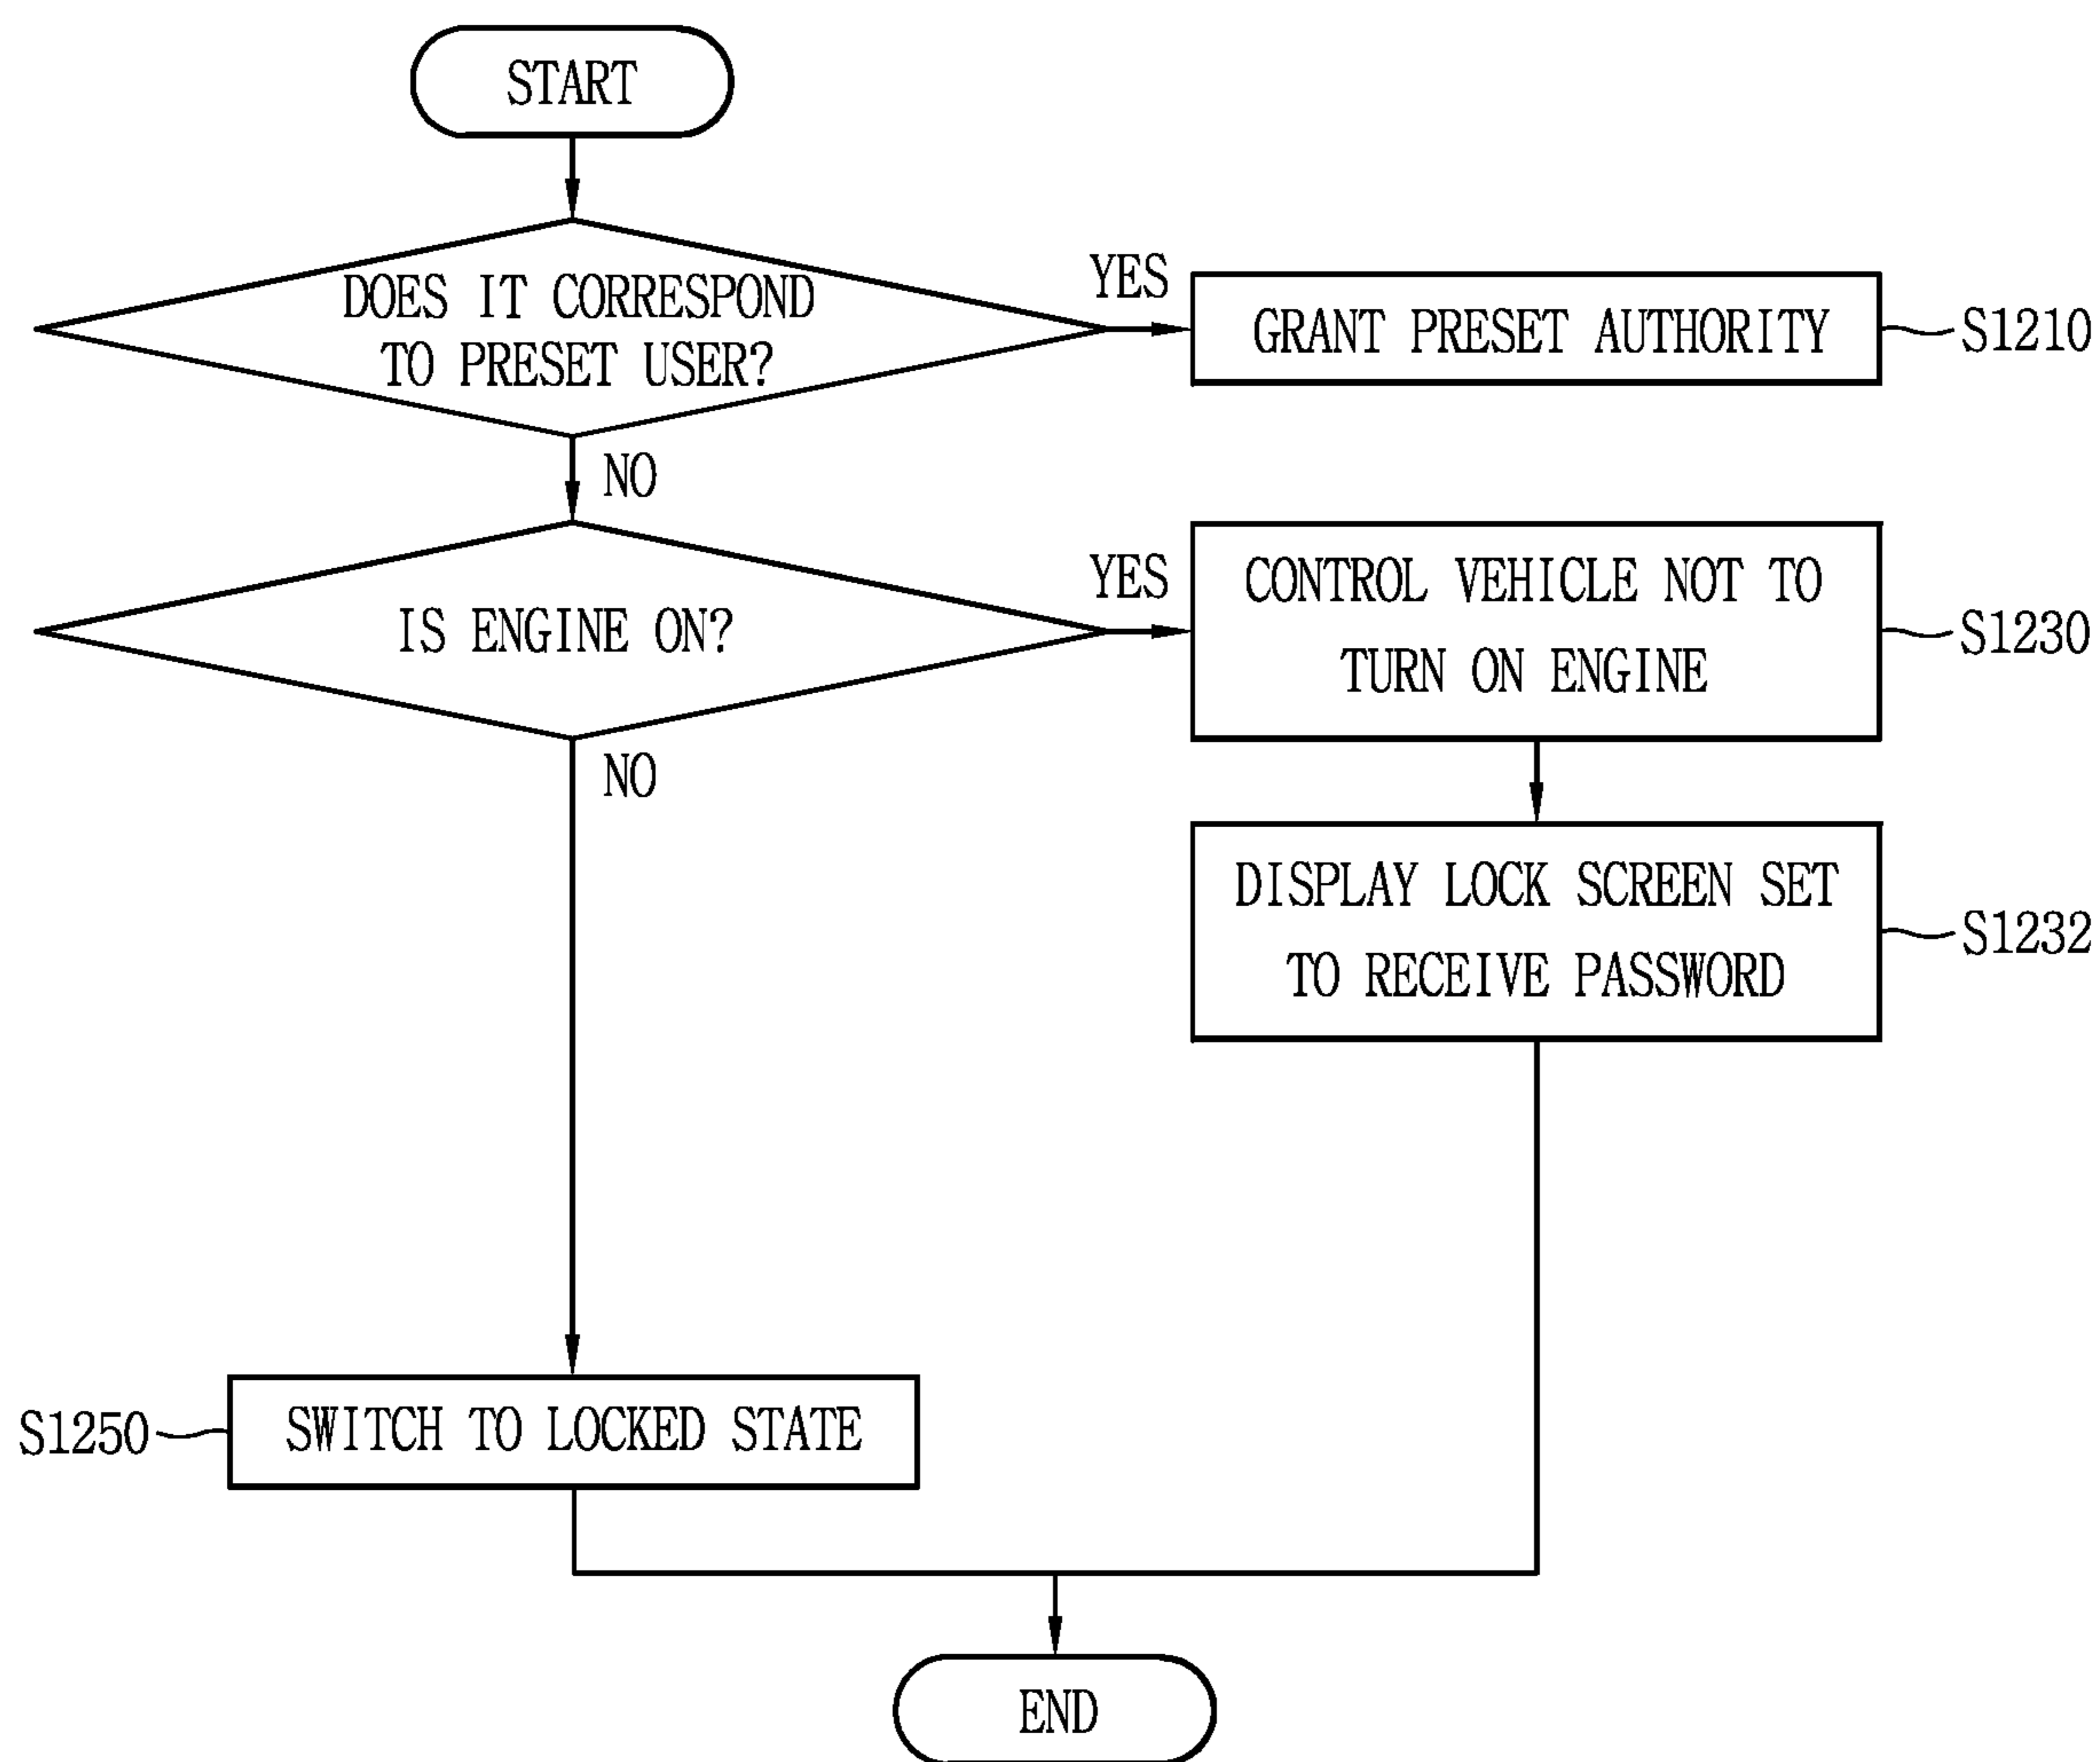 START
DOES IT CORRESPOND
TO PRESET USER?
YES
GRANT PRESET AUTHORITY
S1210
NO
IS ENGINE ON?
YES
CONTROL VEHICLE NOT TO
TURN ON ENGINE
S1230
NO
DISPLAY LOCK SCREEN SET
TO RECEIVE PASSWORD
S1232
S1250
SWITCH TO LOCKED STATE
END